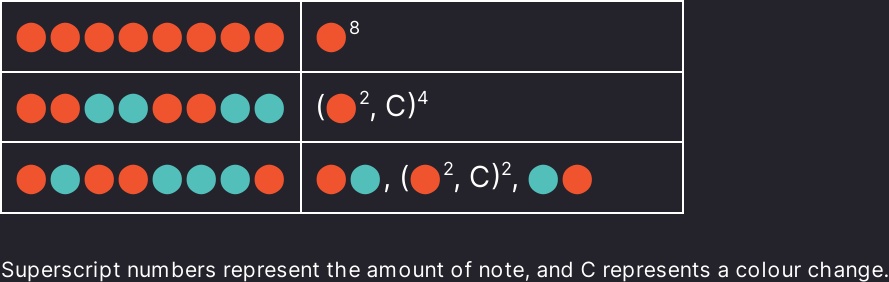 8
(2, C)4
, (2, C)2,
Superscript numbers represent the amount of note, and C represents a colour change.